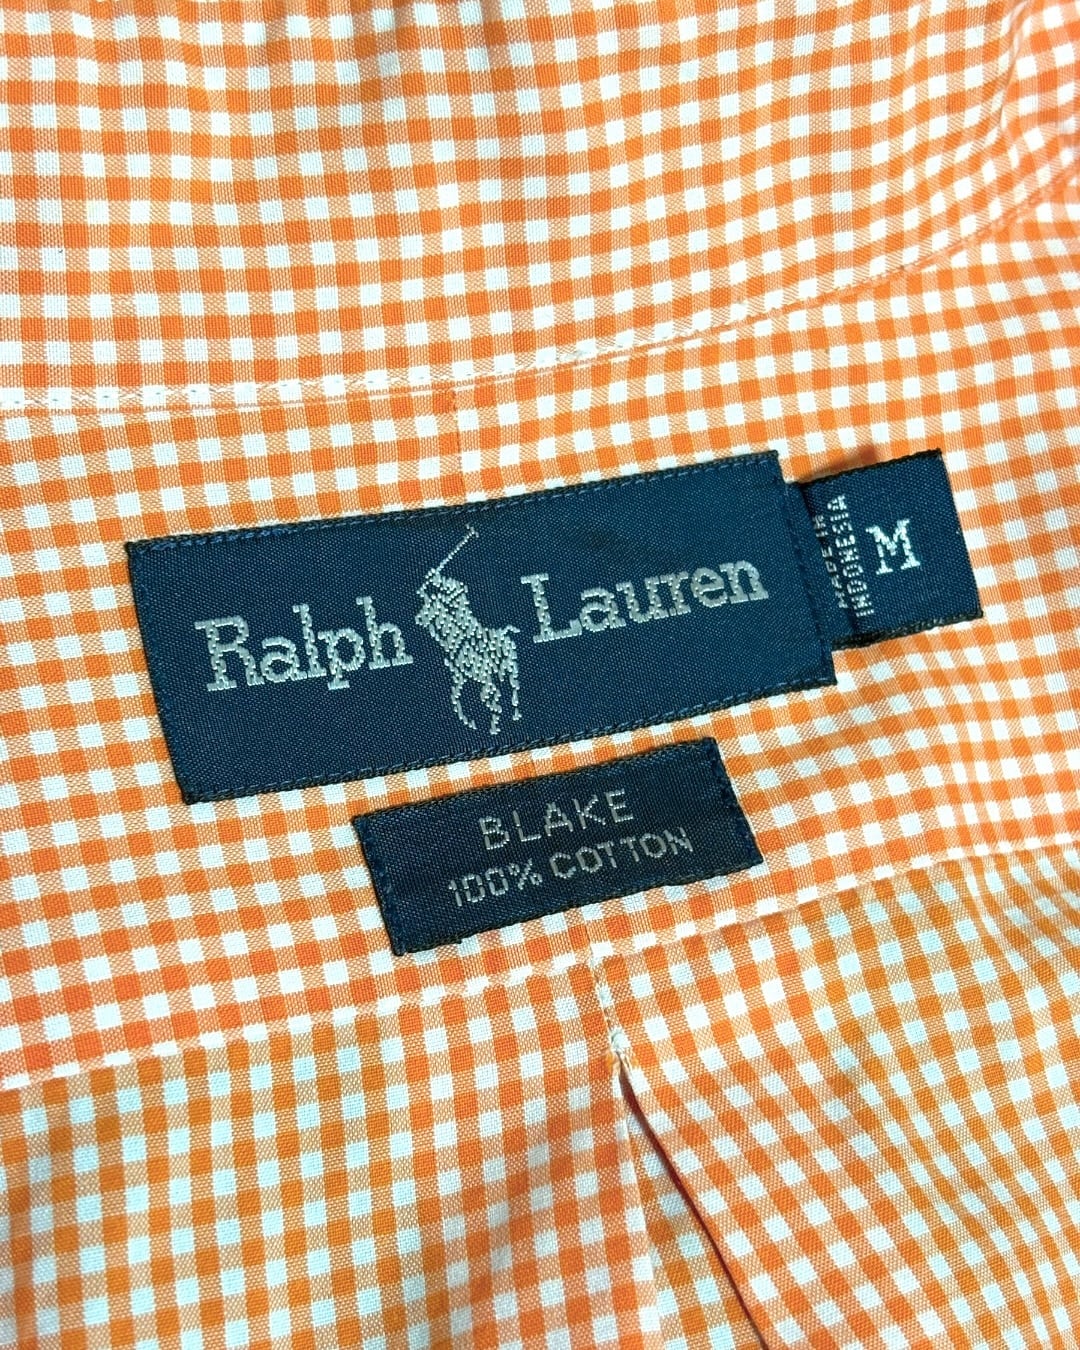 Ralph Lauren
MADE IN
INDONESIA
M
BLAKE
100% COTTON